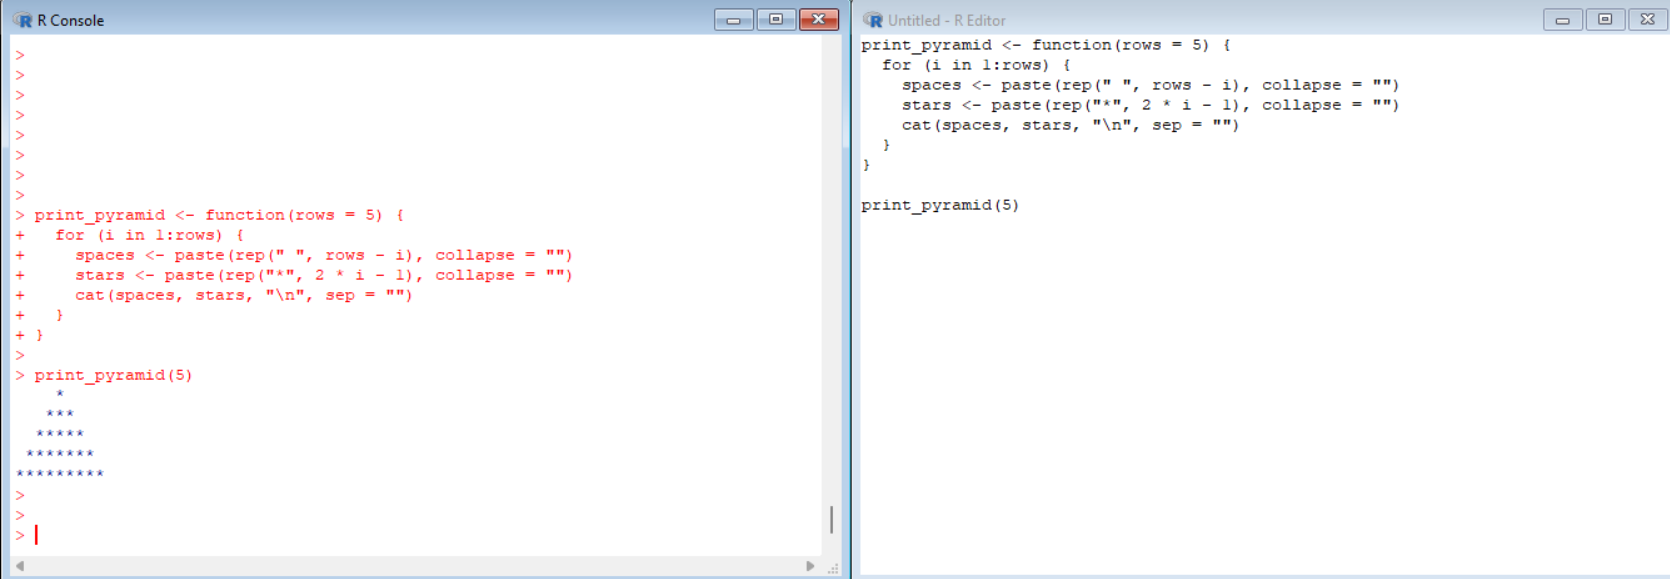 R Console
>
>
>
>
>
>
>
>
> print_pyramid <- function(rows = 5) {
+   for (i in 1:rows) {
+     spaces <- paste(rep(" ", rows - i), collapse = "")
+     stars <- paste(rep("*", 2 * i - 1), collapse = "")
+     cat(spaces, stars, "\n", sep = "")
+   }
+ }
>
> print_pyramid(5)
    *
   ***
  *****
 *******
*********
>
>
>
Untitled - R Editor
print_pyramid <- function(rows = 5) {
  for (i in 1:rows) {
    spaces <- paste(rep(" ", rows - i), collapse = "")
    stars <- paste(rep("*", 2 * i - 1), collapse = "")
    cat(spaces, stars, "\n", sep = "")
  }
}

print_pyramid(5)